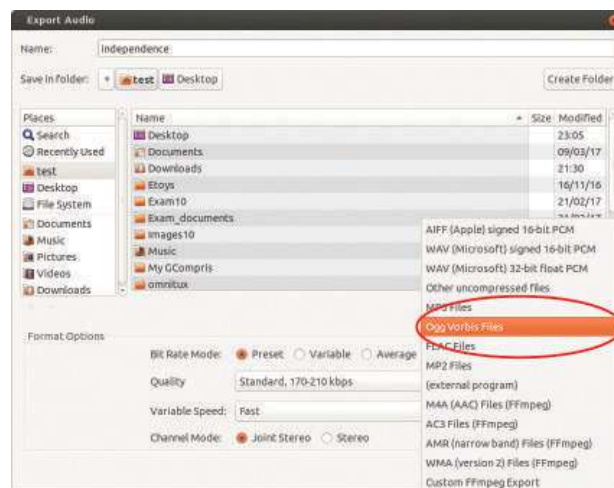 Export Audio
Name: Independence
Save in folder: test Desktop Create Folder
Places Name Size Modified
Search Desktop 23:05
Recently Used Documents 09/03/17
test Downloads 21:30
Desktop Etoys 16/11/16
File System Exam10 21/02/17
Documents Exam_documents
Music Images10
Pictures Music
Videos My GCompris
Downloads omnitux
AIFF (Apple) signed 16-bit PCM
WAV (Microsoft) signed 16-bit PCM
WAV (Microsoft) 32-bit float PCM
Other uncompressed files
MP3 Files
Ogg Vorbis Files
FLAC Files
MP2 Files
(external program)
M4A (AAC) Files (FFmpeg)
AC3 Files (FFmpeg)
AMR (narrow band) Files (FFmpeg)
WMA (version 2) Files (FFmpeg)
Custom FFmpeg Export
Format Options
Bit Rate Mode: Preset Variable Average
Quality Standard, 170-210 kbps
Variable Speed: Fast
Channel Mode: Joint Stereo Stereo